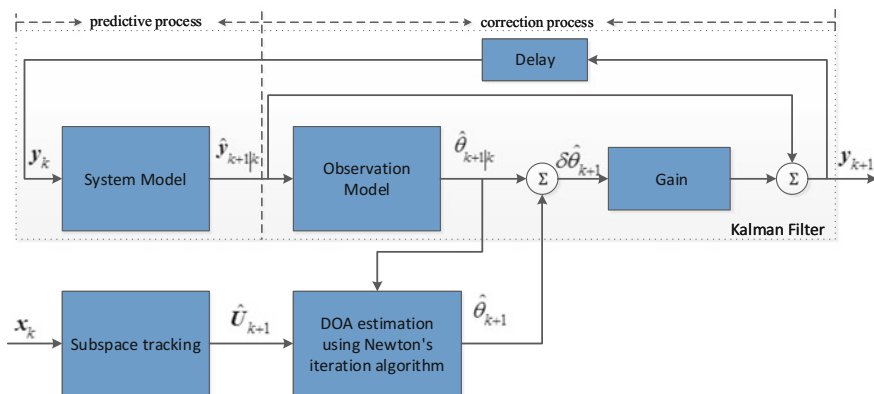 predictive process
correction process
Delay
y_k
System Model
ŷ_{k+1|k}
Observation
Model
θ̂_{k+1|k}
Σ
δθ̂_{k+1}
Gain
Σ
y_{k+1}
Kalman Filter
x_k
Subspace tracking
Û_{k+1}
DOA estimation
using Newton's
iteration algorithm
θ̂_{k+1}